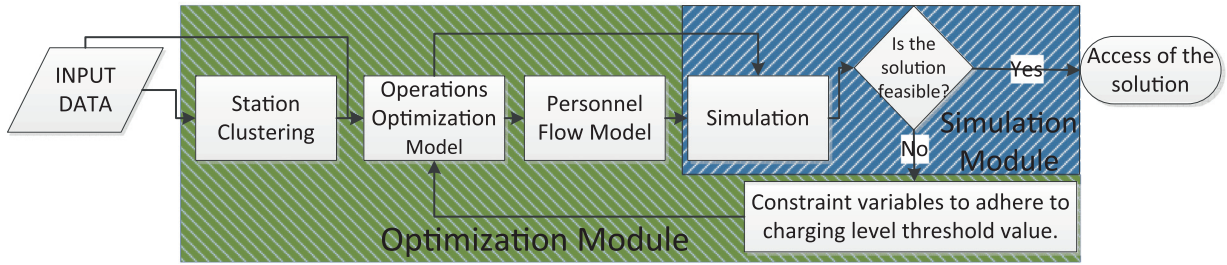 INPUT
DATA
Station
Clustering
Operations
Optimization
Model
Personnel
Flow Model
Simulation
Is the
solution
feasible?
Yes
No
Access of the
solution
Simulation
Module
Constraint variables to adhere to
charging level threshold value.
Optimization Module